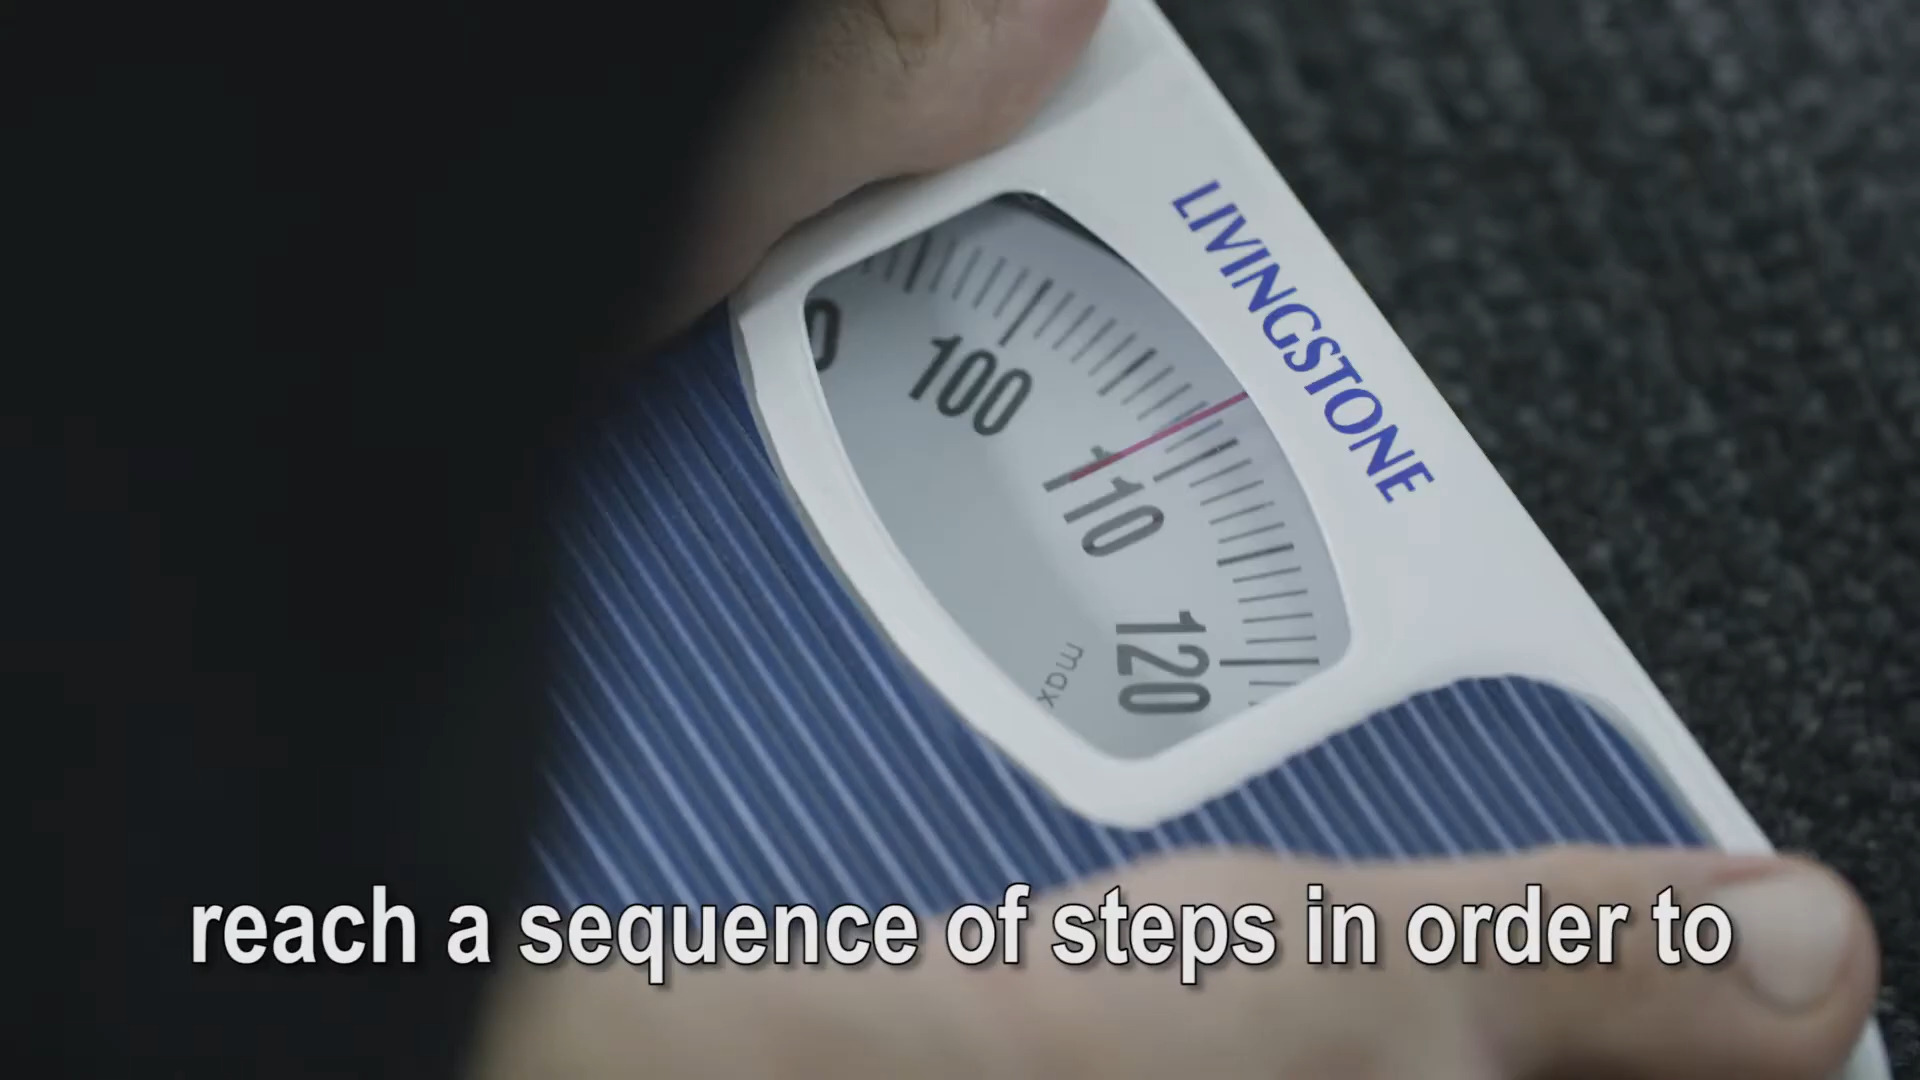 LIVINGSTONE
100
110
120
max
reach a sequence of steps in order to